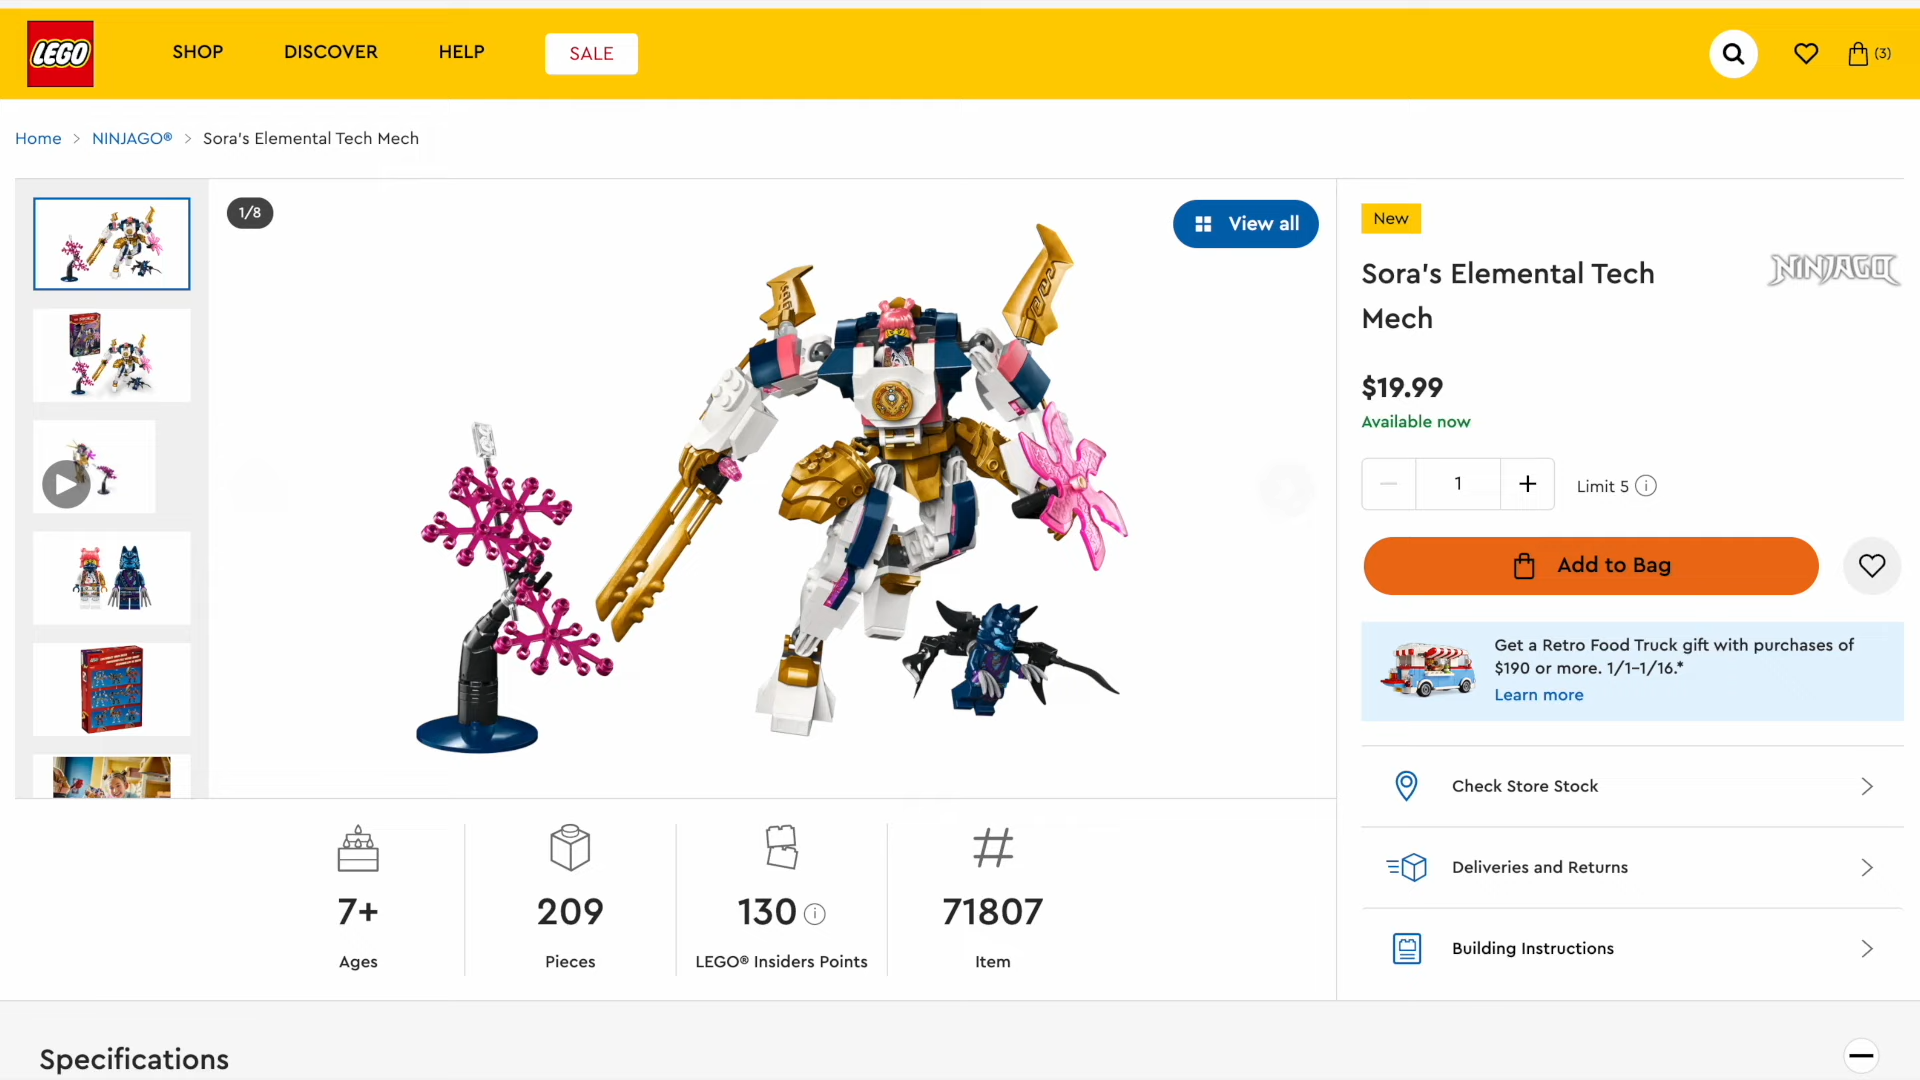 LEGO
SHOP
DISCOVER
HELP
SALE
(3)
Home > NINJAGO® > Sora's Elemental Tech Mech
1/8
View all
New
Sora's Elemental Tech
Mech
NINJAGO
$19.99
Available now
1
Limit 5
Add to Bag
Get a Retro Food Truck gift with purchases of
$190 or more. 1/1–1/16.*
Learn more
Check Store Stock
Deliveries and Returns
Building Instructions
7+
Ages
209
Pieces
130
LEGO® Insiders Points
71807
Item
Specifications